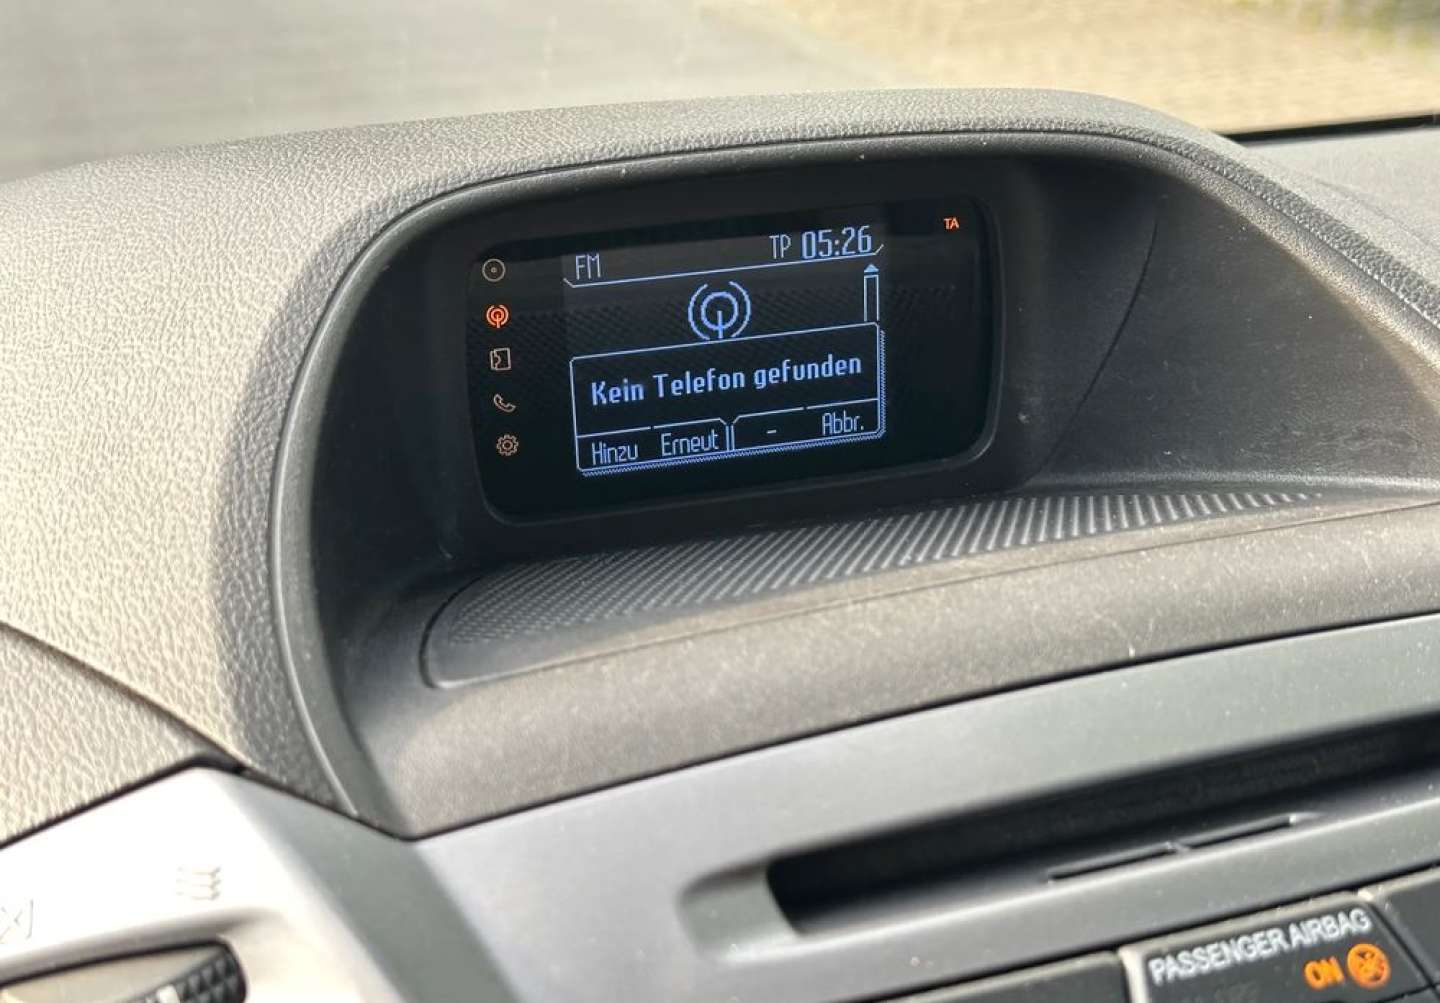 FM TP 05:26 TA
Kein Telefon gefunden
Hinzu Erneut - Abbr.
PASSENGER AIRBAG
ON